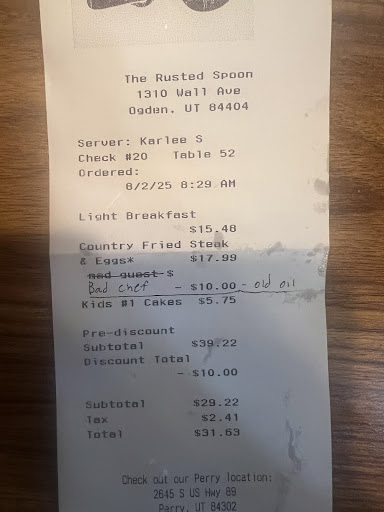 The Rusted Spoon
1310 Wall Ave
Ogden, UT 84404
Server: Karlee S
Check #20 Table 52
Ordered:
8/2/25 8:29 AM
Light Breakfast
$15.48
Country Fried Steak
& Eggs* $17.99
mad guest $
Bad chef - $10.00 - old oil
Kids #1 Cakes $5.75
Pre-discount
Subtotal $39.22
Discount Total
- $10.00
Subtotal $29.22
Tax $2.41
Total $31.63
Check out our Perry location:
2645 S US Hwy 89
Perry, UT 84302